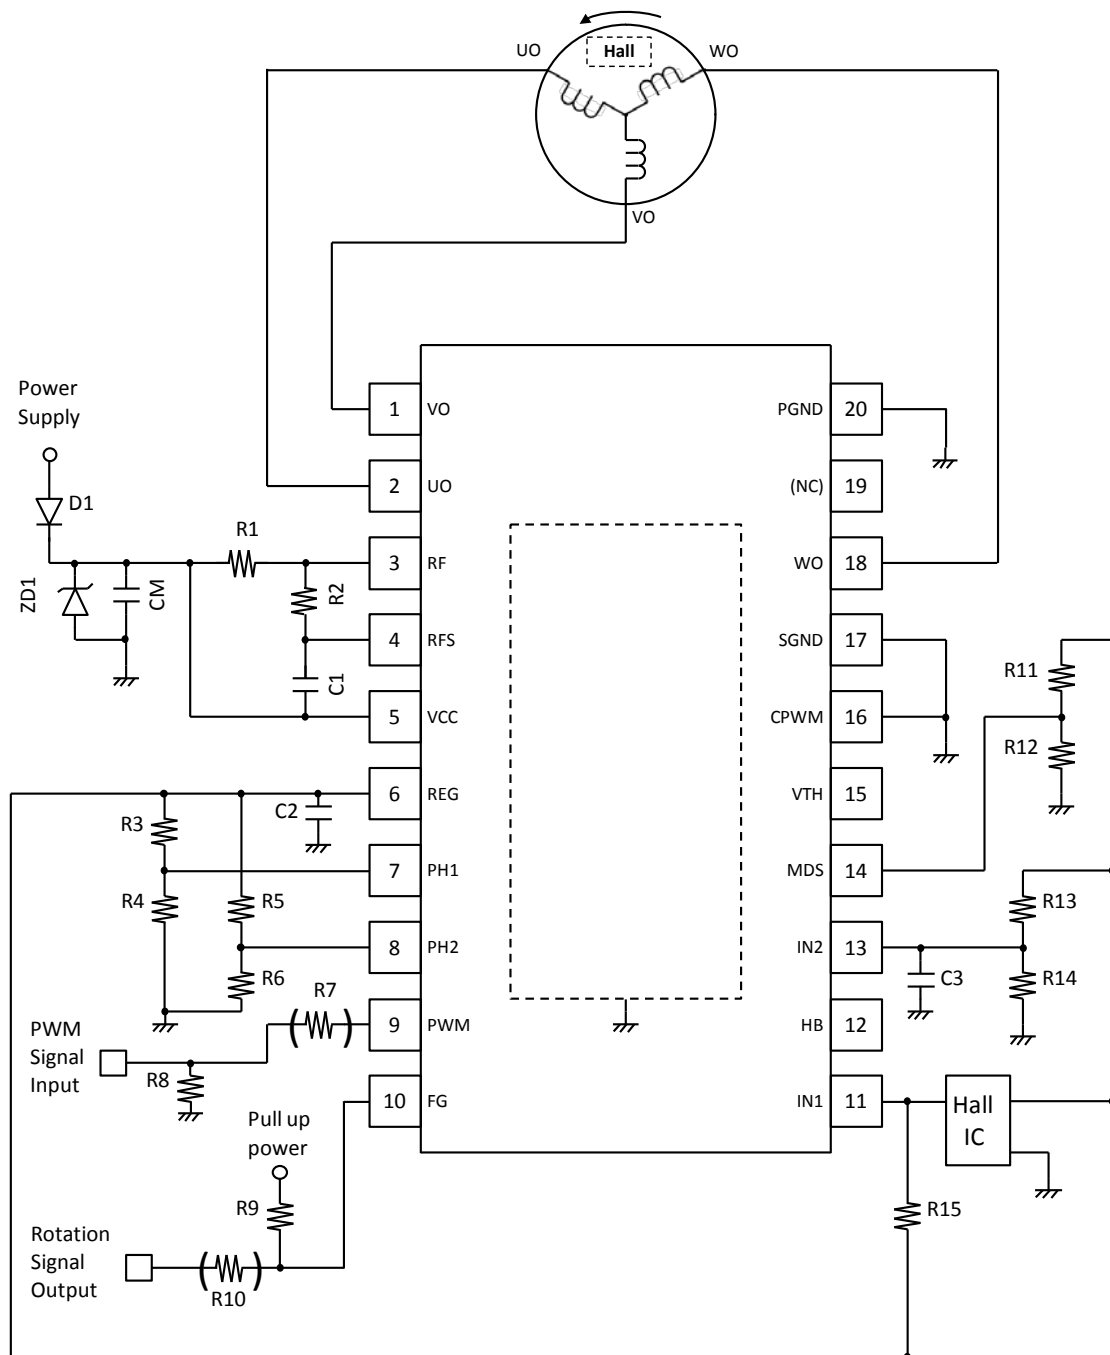 UO
Hall
WO
VO
Power
Supply
D1
ZD1
CM
R1
R2
C1
1
VO
2
UO
3
RF
4
RFS
5
VCC
6
REG
7
PH1
8
PH2
9
PWM
10
FG
PGND
20
(NC)
19
WO
18
SGND
17
CPWM
16
VTH
15
MDS
14
IN2
13
HB
12
IN1
11
R11
R12
R13
R14
C3
Hall
IC
R15
C2
R3
R4
R5
R6
(R7)
PWM
Signal
Input
R8
Pull up
power
R9
Rotation
Signal
Output
(R10)